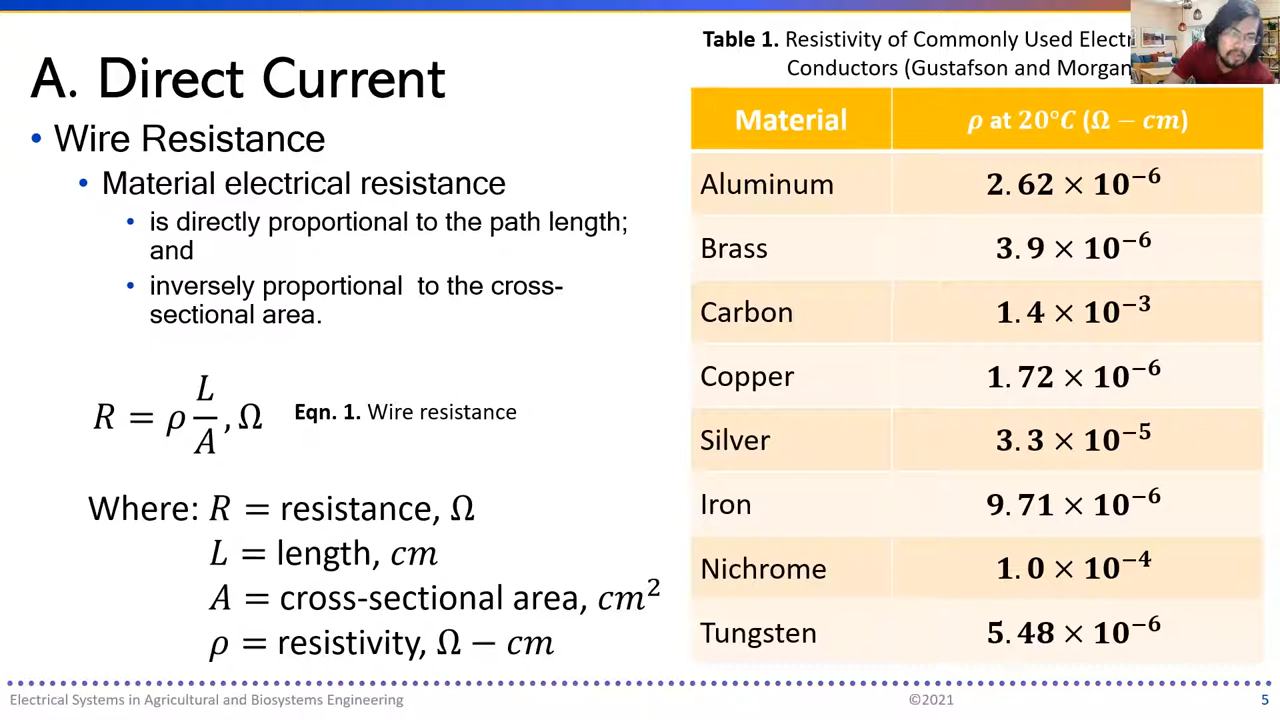 A. Direct Current
• Wire Resistance
• Material electrical resistance
• is directly proportional to the path length;
and
• inversely proportional to the cross-
sectional area.
R = ρ L/A , Ω Eqn. 1. Wire resistance
Where: R = resistance, Ω
L = length, cm
A = cross-sectional area, cm²
ρ = resistivity, Ω − cm
Table 1. Resistivity of Commonly Used
Conductors (Gustafson and Morgan
Material ρ at 20°C (Ω − cm)
Aluminum 2.62 × 10⁻⁶
Brass 3.9 × 10⁻⁶
Carbon 1.4 × 10⁻³
Copper 1.72 × 10⁻⁶
Silver 3.3 × 10⁻⁵
Iron 9.71 × 10⁻⁶
Nichrome 1.0 × 10⁻⁴
Tungsten 5.48 × 10⁻⁶
Electrical Systems in Agricultural and Biosystems Engineering ©2021 5